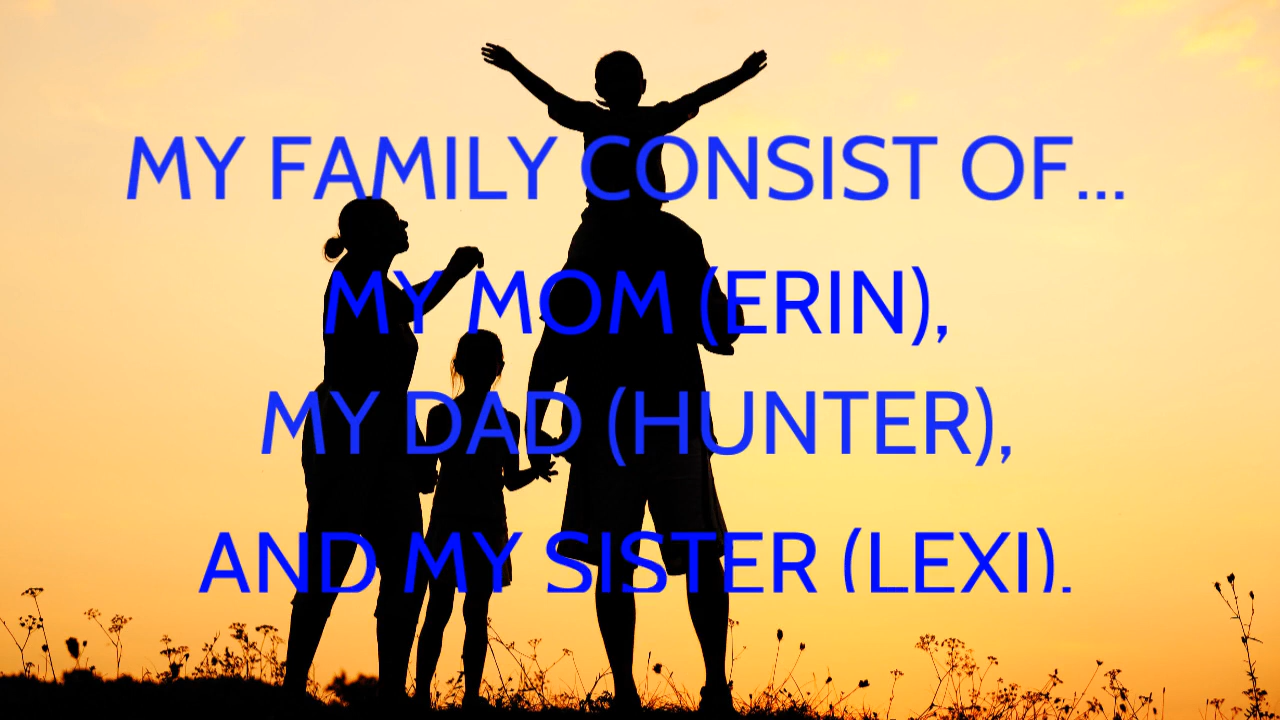 MY FAMILY CONSIST OF...
MY MOM (ERIN),
MY DAD (HUNTER),
AND MY SISTER (LEXI).